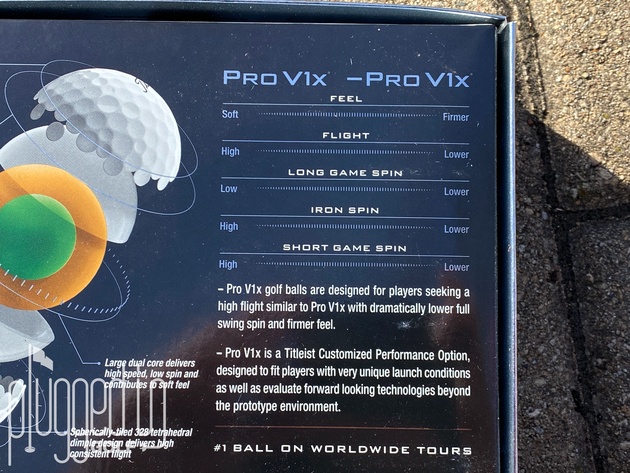 PRO V1x –PRO V1x
FEEL
Soft Firmer
FLIGHT
High Lower
LONG GAME SPIN
Low Lower
IRON SPIN
High Lower
SHORT GAME SPIN
High Lower
– Pro V1x golf balls are designed for players seeking a
high flight similar to Pro V1x with dramatically lower full
swing spin and firmer feel.
– Pro V1x is a Titleist Customized Performance Option,
designed to fit players with very unique launch conditions
as well as evaluate forward looking technologies beyond
the prototype environment.
#1 BALL ON WORLDWIDE TOURS
Large dual core delivers
high speed, low spin and
contributes to soft feel
Spherically-tiled 328 tetrahedral
dimple design delivers high
consistent flight
pluggedin